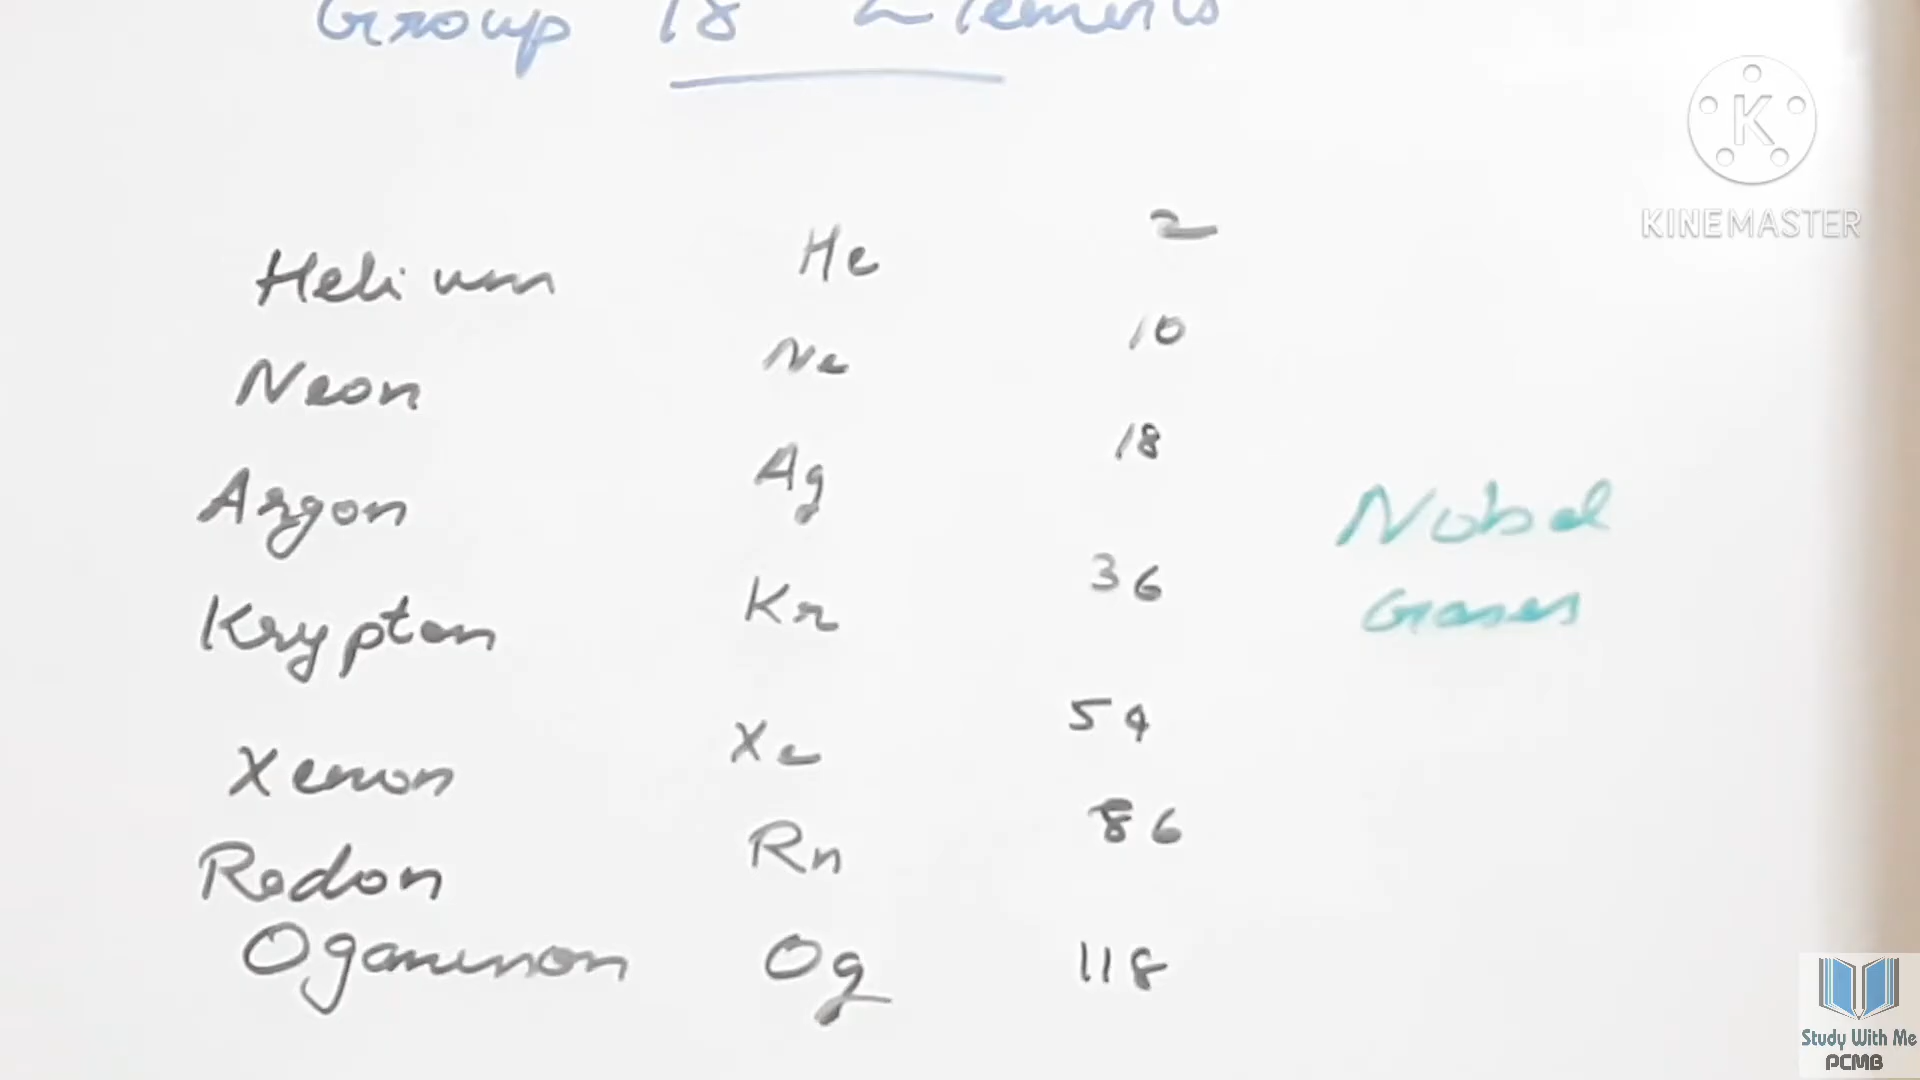 Group 18 Elements
KINEMASTER
Helium He 2
Neon Ne 10
Argon Ag 18
Krypton Kr 36
Nobel
Gases
Xenon Xe 54
Redon Rn 86
Oganenon Og 118
Study With Me
PCMB